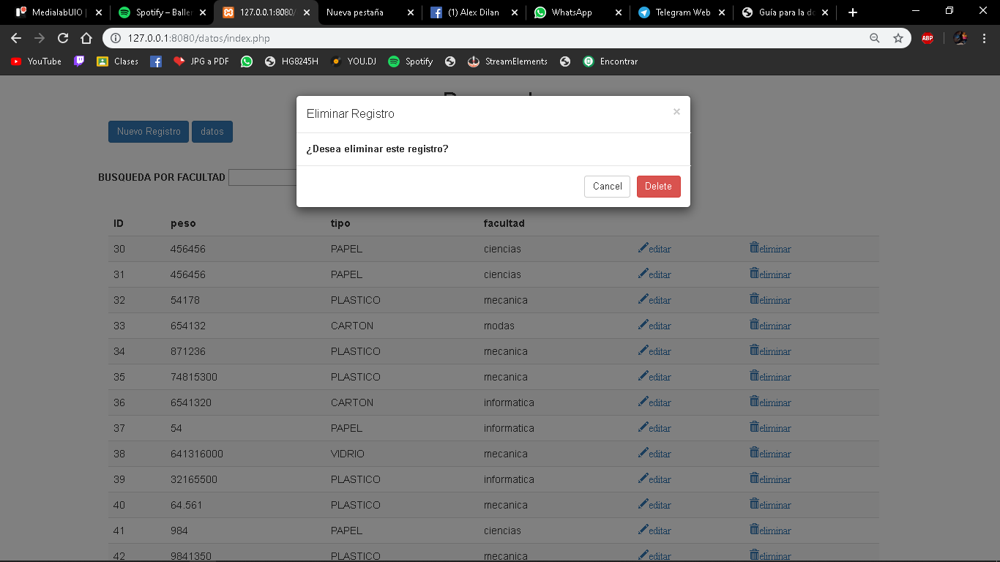 MedialabUIO |
Spotify – Baller
127.0.0.1:8080/
Nueva pestaña
(1) Alex Dilan
WhatsApp
Telegram Web
Guía para la do
127.0.0.1:8080/datos/index.php
ABP
YouTube
Clases
JPG a PDF
HG8245H
YOU.DJ
Spotify
StreamElements
Encontrar
Eliminar Registro
×
Nuevo Registro
datos
¿Desea eliminar este registro?
BUSQUEDA POR FACULTAD
Cancel
Delete
ID peso tipo facultad
30 456456 PAPEL ciencias editar eliminar
31 456456 PAPEL ciencias editar eliminar
32 54178 PLASTICO mecanica editar eliminar
33 654132 CARTON modas editar eliminar
34 871236 PLASTICO mecanica editar eliminar
35 74815300 PLASTICO mecanica editar eliminar
36 6541320 CARTON informatica editar eliminar
37 54 PAPEL informatica editar eliminar
38 641316000 VIDRIO mecanica editar eliminar
39 32165500 PLASTICO informatica editar eliminar
40 64.561 PLASTICO mecanica editar eliminar
41 984 PAPEL ciencias editar eliminar
42 9841350 PLASTICO mecanica editar eliminar